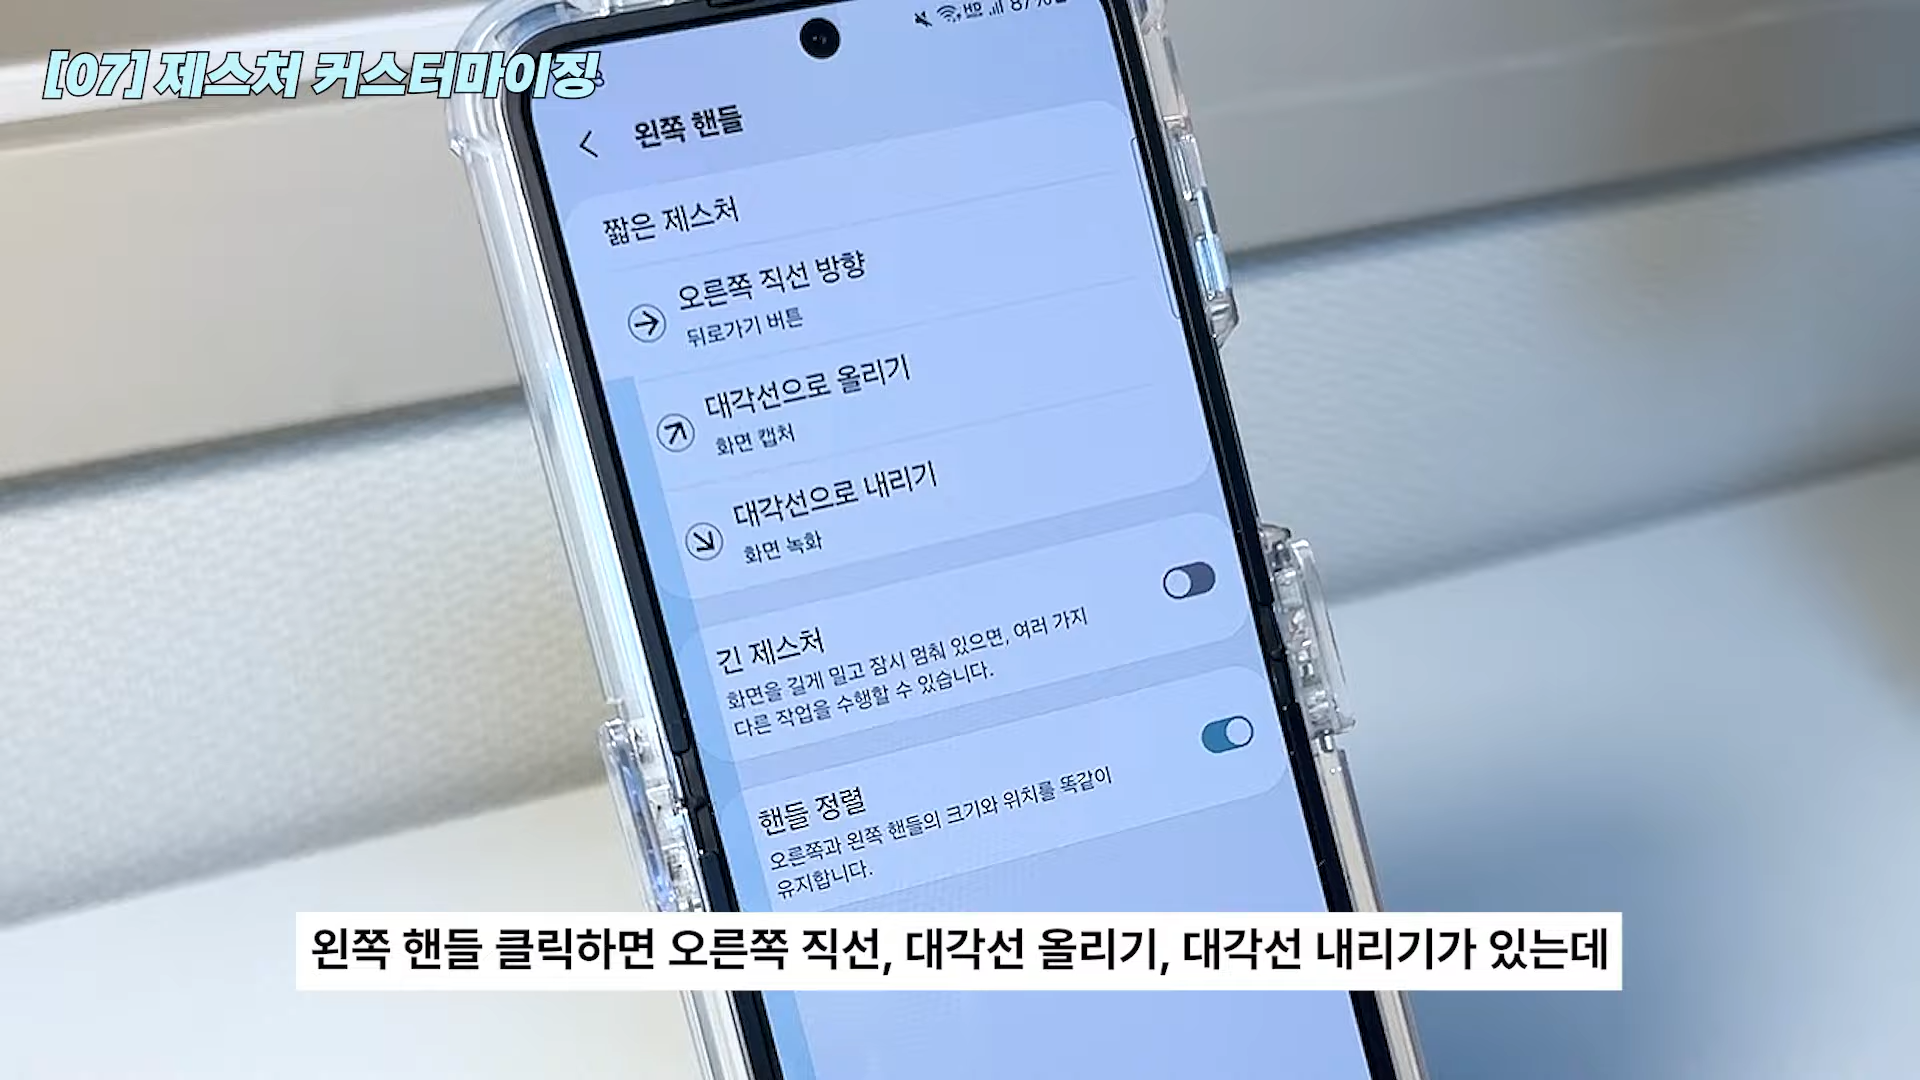 [07] 제스처 커스터마이징
HD 87%
왼쪽 핸들
짧은 제스처
오른쪽 직선 방향
뒤로가기 버튼
대각선으로 올리기
화면 캡처
대각선으로 내리기
화면 녹화
긴 제스처
화면을 길게 밀고 잠시 멈춰 있으면, 여러 가지
다른 작업을 수행할 수 있습니다.
핸들 정렬
오른쪽과 왼쪽 핸들의 크기와 위치를 똑같이
유지합니다.
왼쪽 핸들 클릭하면 오른쪽 직선, 대각선 올리기, 대각선 내리기가 있는데